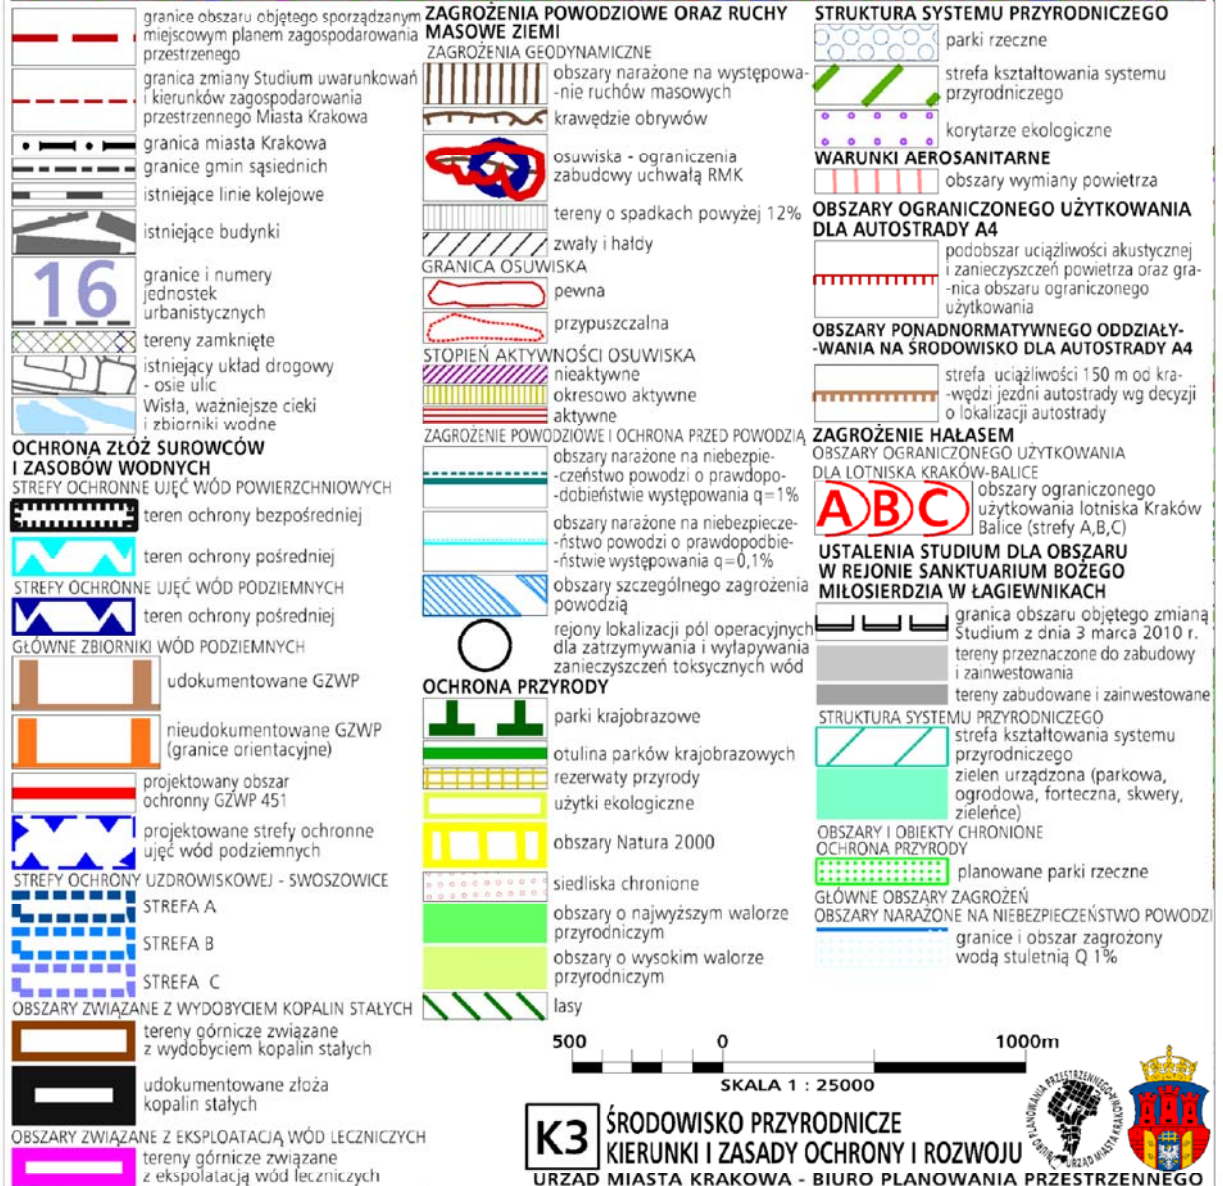 granice obszaru objętego sporządzanym
miejscowym planem zagospodarowania
przestrzenego
granica zmiany Studium uwarunkowań
i kierunków zagospodarowania
przestrzennego Miasta Krakowa
granica miasta Krakowa
granice gmin sąsiednich
istniejące linie kolejowe
istniejące budynki
16
granice i numery
jednostek
urbanistycznych
tereny zamknięte
istniejący układ drogowy
- osie ulic
Wisła, ważniejsze cieki
i zbiorniki wodne
OCHRONA ZŁÓŻ SUROWCÓW
I ZASOBÓW WODNYCH
STREFY OCHRONNE UJĘĆ WÓD POWIERZCHNIOWYCH
teren ochrony bezpośredniej
teren ochrony pośredniej
STREFY OCHRONNE UJĘĆ WÓD PODZIEMNYCH
teren ochrony pośredniej
GŁÓWNE ZBIORNIKI WÓD PODZIEMNYCH
udokumentowane GZWP
nieudokumentowane GZWP
(granice orientacyjne)
projektowany obszar
ochronny GZWP 451
projektowane strefy ochronne
ujęć wód podziemnych
STREFY OCHRONY UZDROWISKOWEJ - SWOSZOWICE
STREFA A
STREFA B
STREFA C
OBSZARY ZWIĄZANE Z WYDOBYCIEM KOPALIN STAŁYCH
tereny górnicze związane
z wydobyciem kopalin stałych
udokumentowane złoża
kopalin stałych
OBSZARY ZWIĄZANE Z EKSPLOATACJĄ WÓD LECZNICZYCH
tereny górnicze związane
z ekspolatacją wód leczniczych
ZAGROŻENIA POWODZIOWE ORAZ RUCHY
MASOWE ZIEMI
ZAGROŻENIA GEODYNAMICZNE
obszary narażone na występowa-
-nie ruchów masowych
krawędzie obrywów
osuwiska - ograniczenia
zabudowy uchwałą RMK
tereny o spadkach powyżej 12%
zwały i hałdy
GRANICA OSUWISKA
pewna
przypuszczalna
STOPIEŃ AKTYWNOŚCI OSUWISKA
nieaktywne
okresowo aktywne
aktywne
ZAGROŻENIE POWODZIOWE I OCHRONA PRZED POWODZIĄ
obszary narażone na niebezpie-
-czeństwo powodzi o prawdopo-
-dobieństwie występowania q=1%
obszary narażone na niebezpiecze-
-ństwo powodzi o prawdopodbie-
-ństwie występowania q=0,1%
obszary szczególnego zagrożenia
powodzią
rejony lokalizacji pól operacyjnych
dla zatrzymywania i wyłapywania
zanieczyszczeń toksycznych wód
OCHRONA PRZYRODY
parki krajobrazowe
otulina parków krajobrazowych
rezerwaty przyrody
użytki ekologiczne
obszary Natura 2000
siedliska chronione
obszary o najwyższym walorze
przyrodniczym
obszary o wysokim walorze
przyrodniczym
lasy
STRUKTURA SYSTEMU PRZYRODNICZEGO
parki rzeczne
strefa kształtowania systemu
przyrodniczego
korytarze ekologiczne
WARUNKI AEROSANITARNE
obszary wymiany powietrza
OBSZARY OGRANICZONEGO UŻYTKOWANIA
DLA AUTOSTRADY A4
podobszar uciążliwości akustycznej
i zanieczyszczeń powietrza oraz gra-
-nica obszaru ograniczonego
użytkowania
OBSZARY PONADNORMATYWNEGO ODDZIAŁY-
-WANIA NA ŚRODOWISKO DLA AUTOSTRADY A4
strefa uciążliwości 150 m od kra-
-wędzi jezdni autostrady wg decyzji
o lokalizacji autostrady
ZAGROŻENIE HAŁASEM
OBSZARY OGRANICZONEGO UŻYTKOWANIA
DLA LOTNISKA KRAKÓW-BALICE
A B C
obszary ograniczonego
użytkowania lotniska Kraków
Balice (strefy A,B,C)
USTALENIA STUDIUM DLA OBSZARU
W REJONIE SANKTUARIUM BOŻEGO
MIŁOSIERDZIA W ŁAGIEWNIKACH
granica obszaru objętego zmianą
Studium z dnia 3 marca 2010 r.
tereny przeznaczone do zabudowy
i zainwestowania
tereny zabudowane i zainwestowane
STRUKTURA SYSTEMU PRZYRODNICZEGO
strefa kształtowania systemu
przyrodniczego
zielen urządzona (parkowa,
ogrodowa, forteczna, skwery,
zieleńce)
OBSZARY I OBIEKTY CHRONIONE
OCHRONA PRZYRODY
planowane parki rzeczne
GŁÓWNE OBSZARY ZAGROŻEŃ
OBSZARY NARAŻONE NA NIEBEZPIECZEŃSTWO POWODZI
granice i obszar zagrożony
wodą stuletnią Q 1%
500 0 1000m
SKALA 1 : 25000
K3
ŚRODOWISKO PRZYRODNICZE
KIERUNKI I ZASADY OCHRONY I ROZWOJU
BIURO PLANOWANIA PRZESTRZENNEGO
URZĄD MIASTA KRAKOWA
URZĄD MIASTA KRAKOWA - BIURO PLANOWANIA PRZESTRZENNEGO